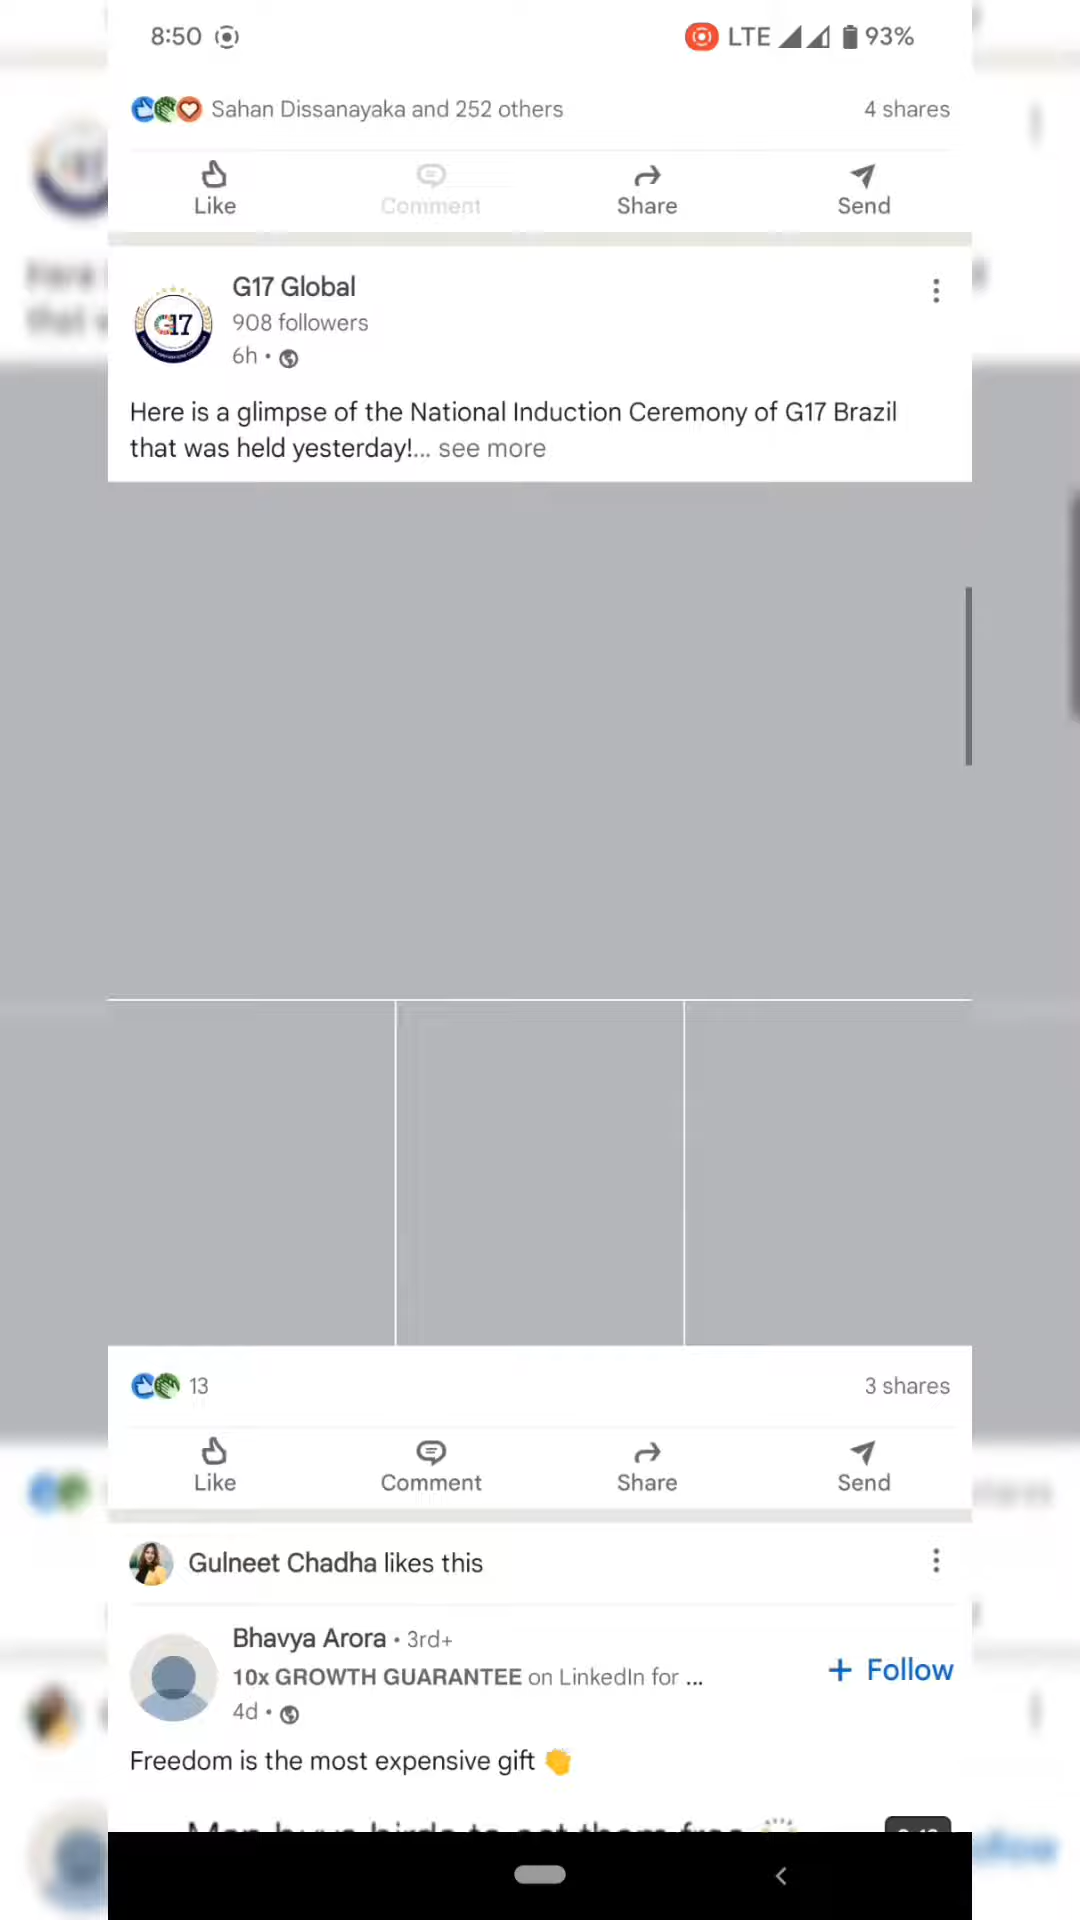 8:50 LTE 93%
Sahan Dissanayaka and 252 others 4 shares
Like Comment Share Send
G17 Global
G17
908 followers
6h •
Here is a glimpse of the National Induction Ceremony of G17 Brazil
that was held yesterday!... see more
13 3 shares
Like Comment Share Send
Gulneet Chadha likes this
Bhavya Arora • 3rd+
10x GROWTH GUARANTEE on LinkedIn for ...
+ Follow
4d •
Freedom is the most expensive gift 👏